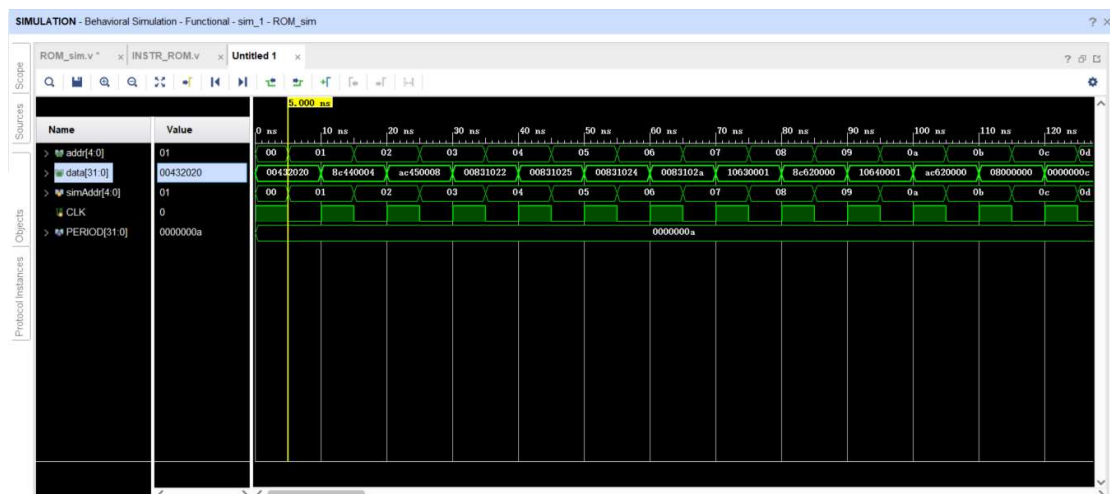 SIMULATION - Behavioral Simulation - Functional - sim_1 - ROM_sim ?
ROM_sim.v * × INSTR_ROM.v × Untitled 1 ×
Scope
Sources
Objects
Protocol Instances
5.000 ns
Name Value 0 ns 10 ns 20 ns 30 ns 40 ns 50 ns 60 ns 70 ns 80 ns 90 ns 100 ns 110 ns 120 ns
addr[4:0] 01 00 01 02 03 04 05 06 07 08 09 0a 0b 0c 0d
data[31:0] 00432020 00432020 8c440004 ac450008 00831022 00831025 00831024 0083102a 10630001 8c620000 10640001 ac620000 08000000 0000000c
simAddr[4:0] 01 00 01 02 03 04 05 06 07 08 09 0a 0b 0c 0d
CLK 0
PERIOD[31:0] 0000000a 0000000a